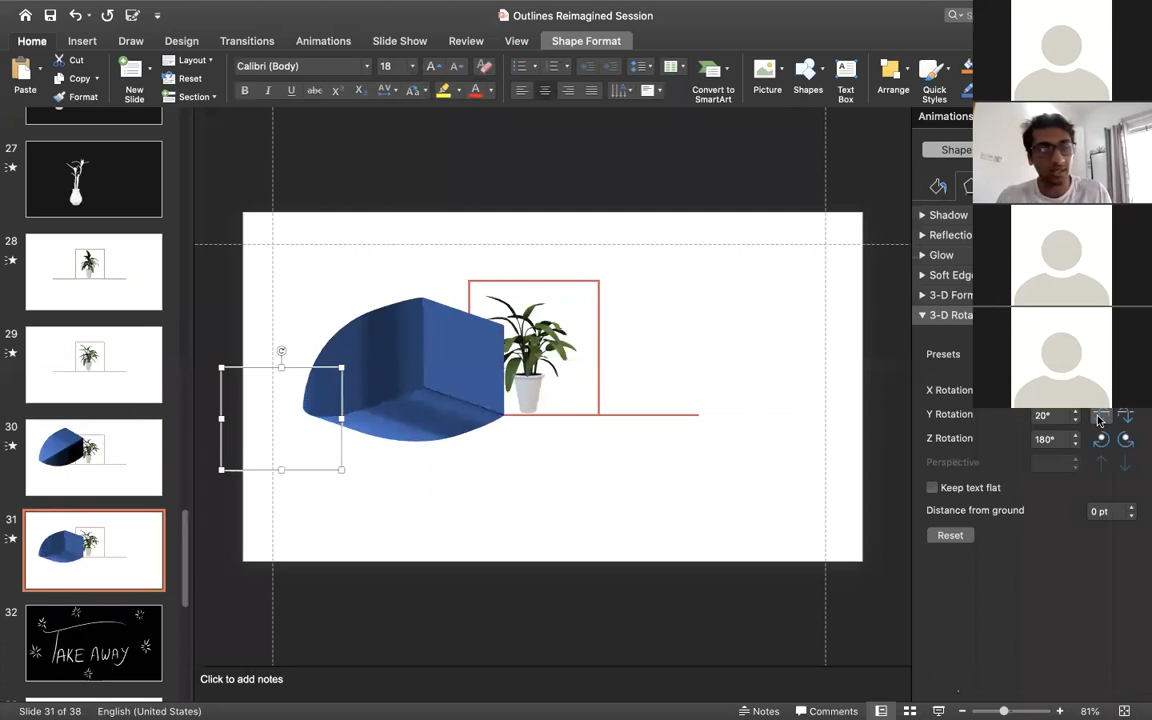 Outlines Reimagined Session
Home Insert Draw Design Transitions Animations Slide Show Review View Shape Format
Paste
Cut
Copy
Format
New Slide
Layout
Reset
Section
Calibri (Body) 18
Convert to SmartArt
Picture
Shapes
Text Box
Arrange
Quick Styles
Animations
Shape
Shadow
Reflectio
Glow
Soft Edg
3-D Form
3-D Rota
Presets
X Rotation
Y Rotation 20°
Z Rotation 180°
Perspective
Keep text flat
Distance from ground 0 pt
Reset
27
28
29
30
31
32
TAKE AWAY
Click to add notes
Slide 31 of 38 English (United States) Notes Comments 81%